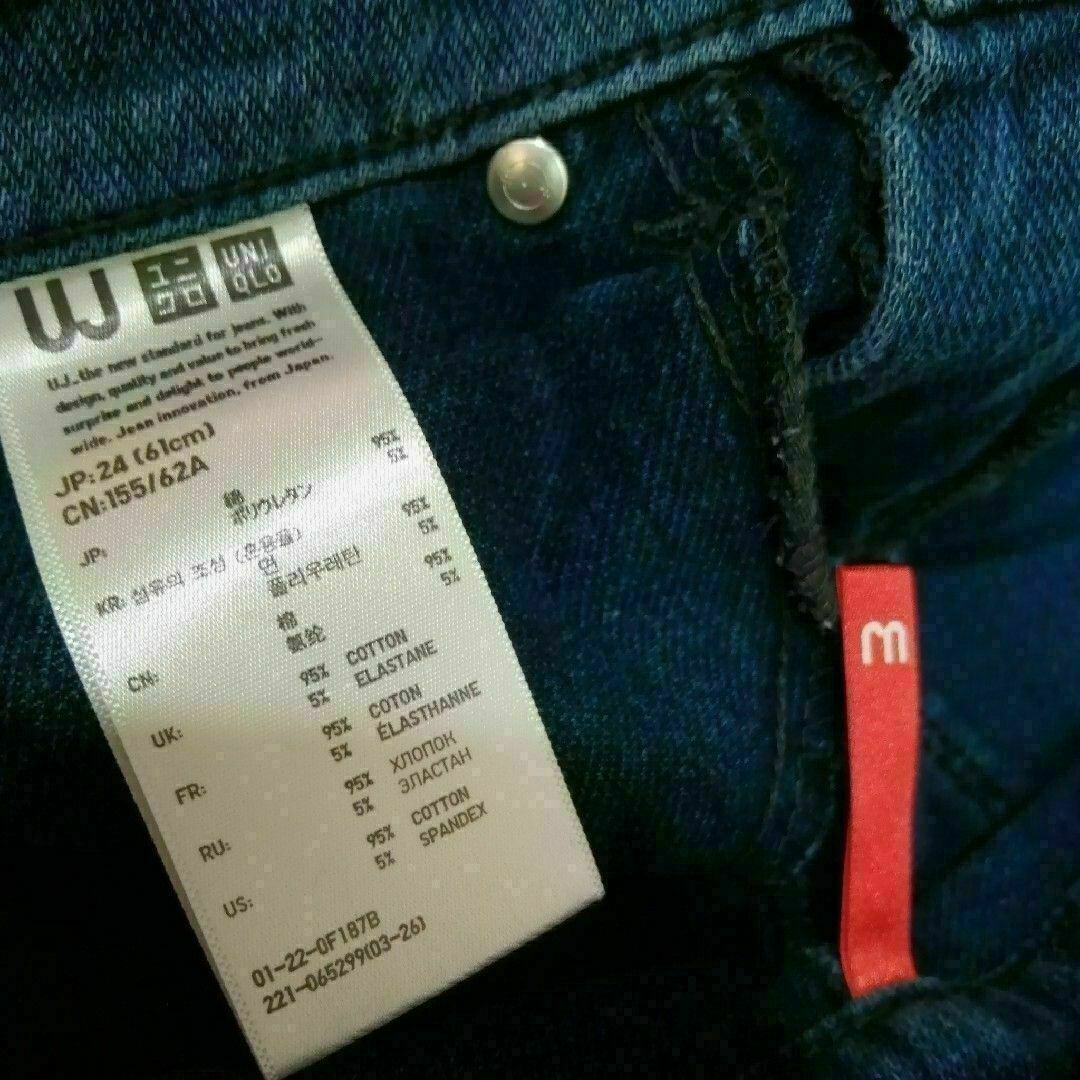 UJ
ユニ
クロ
UNI
QLO
UJ_the new standard for jeans. With
design, quality and value to bring fresh
surprise and delight to people world-
wide. Jean innovation, from Japan.
JP:24 (61cm)
CN:155/62A
JP: 綿 95%
ポリウレタン 5%
KR: 섬유의 조성 (혼용율)
면 95%
폴리우레탄 5%
CN: 棉 95%
氨纶 5%
UK: 95% COTTON
5% ELASTANE
FR: 95% COTON
5% ÉLASTHANNE
RU: 95% ХЛОПОК
5% ЭЛАСТАН
US: 95% COTTON
5% SPANDEX
01-22-0F187B
221-065299(03-26)